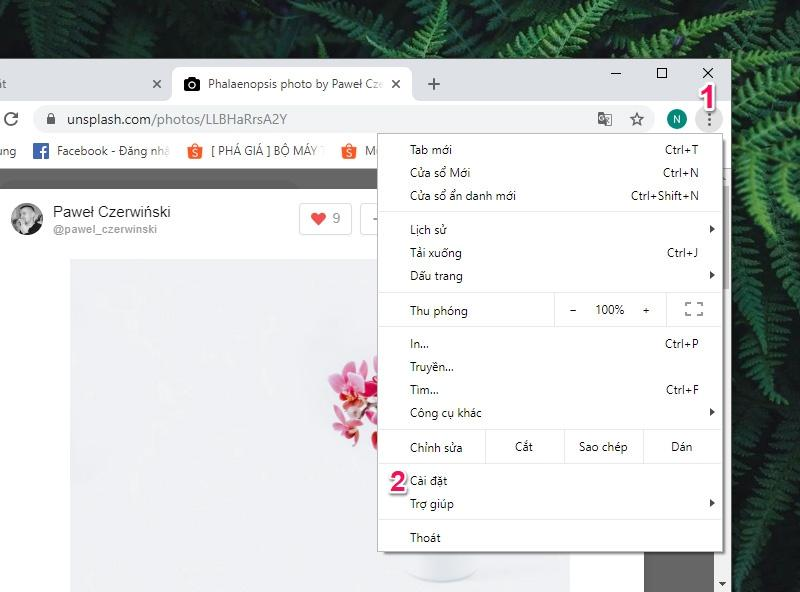 Phalaenopsis photo by Paweł Cze
1
unsplash.com/photos/LLBHaRrsA2Y
N
Facebook - Đăng nhậ
[ PHÁ GIÁ ] BỘ MÁY
Paweł Czerwiński
@pawel_czerwinski
9
Tab mới Ctrl+T
Cửa sổ Mới Ctrl+N
Cửa sổ ẩn danh mới Ctrl+Shift+N
Lịch sử
Tải xuống Ctrl+J
Dấu trang
Thu phóng - 100% +
In... Ctrl+P
Truyền...
Tìm... Ctrl+F
Công cụ khác
Chỉnh sửa Cắt Sao chép Dán
2 Cài đặt
Trợ giúp
Thoát